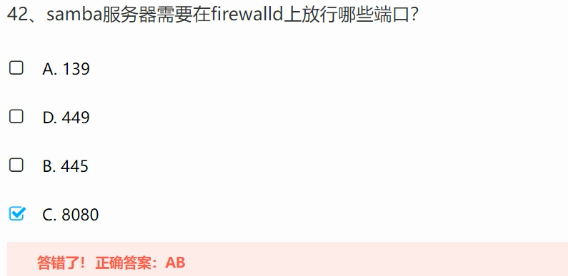 42、samba服务器需要在firewalld上放行哪些端口?
A. 139
D. 449
B. 445
C. 8080
答错了! 正确答案：AB